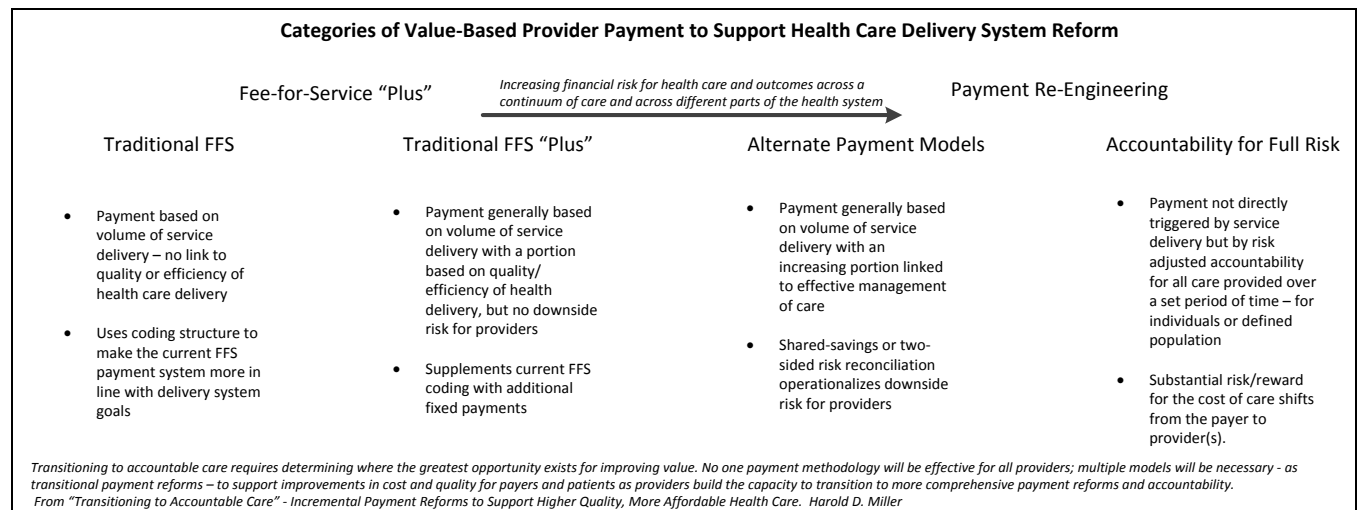 Categories of Value-Based Provider Payment to Support Health Care Delivery System Reform
Fee-for-Service “Plus”
Increasing financial risk for health care and outcomes across a
continuum of care and across different parts of the health system
Payment Re-Engineering
Traditional FFS
Traditional FFS “Plus”
Alternate Payment Models
Accountability for Full Risk
• Payment based on
volume of service
delivery – no link to
quality or efficiency of
health care delivery
• Uses coding structure to
make the current FFS
payment system more in
line with delivery system
goals
• Payment generally based
on volume of service
delivery with a portion
based on quality/
efficiency of health
delivery, but no downside
risk for providers
• Supplements current FFS
coding with additional
fixed payments
• Payment generally based
on volume of service
delivery with an
increasing portion linked
to effective management
of care
• Shared-savings or two-
sided risk reconciliation
operationalizes downside
risk for providers
• Payment not directly
triggered by service
delivery but by risk
adjusted accountability
for all care provided over
a set period of time – for
individuals or defined
population
• Substantial risk/reward
for the cost of care shifts
from the payer to
provider(s).
Transitioning to accountable care requires determining where the greatest opportunity exists for improving value. No one payment methodology will be effective for all providers; multiple models will be necessary - as
transitional payment reforms – to support improvements in cost and quality for payers and patients as providers build the capacity to transition to more comprehensive payment reforms and accountability.
From “Transitioning to Accountable Care” - Incremental Payment Reforms to Support Higher Quality, More Affordable Health Care. Harold D. Miller